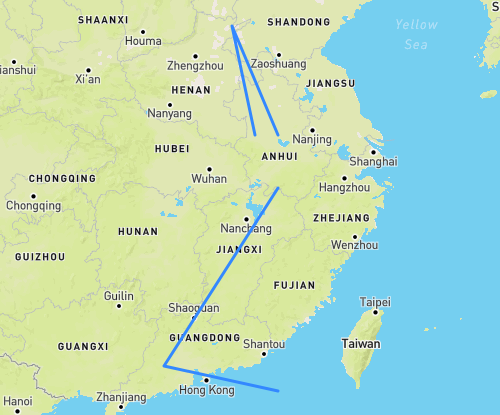 SHAANXI
SHANDONG
Yellow
Sea
Houma
Zhengzhou
Zaoshuang
ianshui
Xi'an
JIANGSU
HENAN
Nanyang
Nanjing
HUBEI
ANHUI
Shanghai
Wuhan
Hangzhou
CHONGQING
Chongqing
ZHEJIANG
HUNAN
Nanchang
JIANGXI
Wenzhou
GUIZHOU
FUJIAN
Guilin
Shaoguan
Taipei
GUANGXI
GUANGDONG
Shantou
Taiwan
Hong Kong
Zhanjiang
Hanoi
S